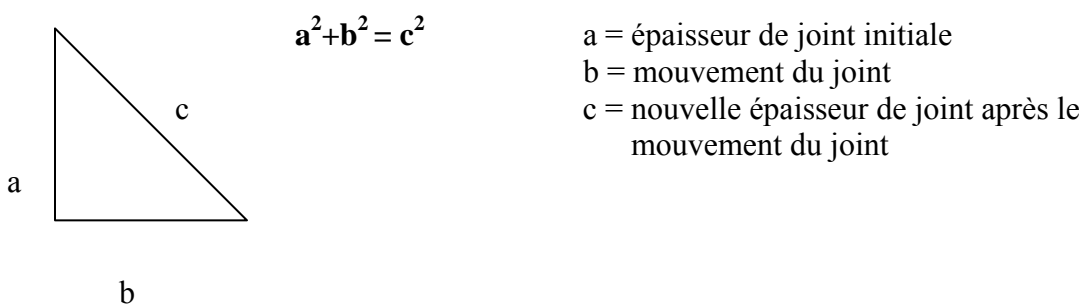 a²+b² = c²
a = épaisseur de joint initiale
b = mouvement du joint
c = nouvelle épaisseur de joint après le
mouvement du joint
c
a
b